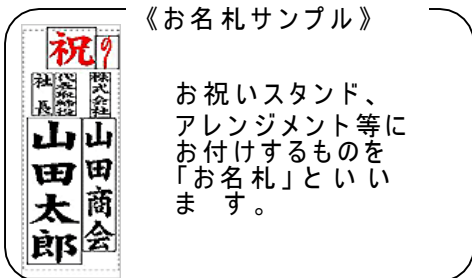 《お名札サンプル》
祝
株式会社
山田商会
代表取締役
社長
山田太郎
お祝いスタンド、
アレンジメント等に
お付けするものを
「お名札」といい
ま す。